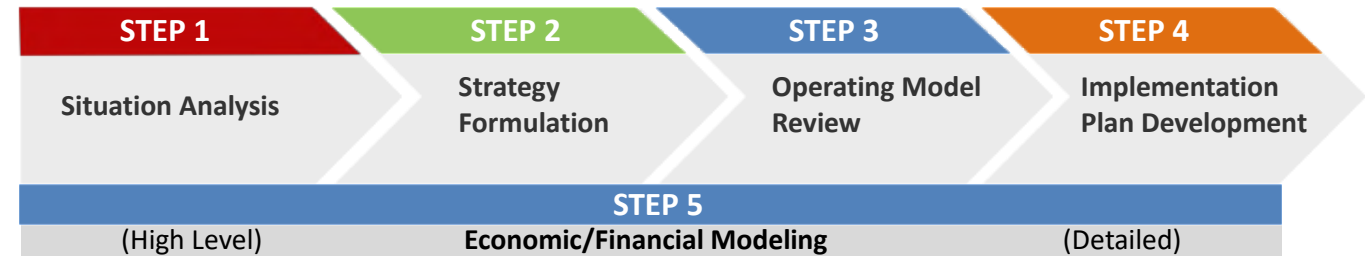 STEP 1
Situation Analysis
STEP 2
Strategy
Formulation
STEP 3
Operating Model
Review
STEP 4
Implementation
Plan Development
STEP 5
(High Level) Economic/Financial Modeling (Detailed)